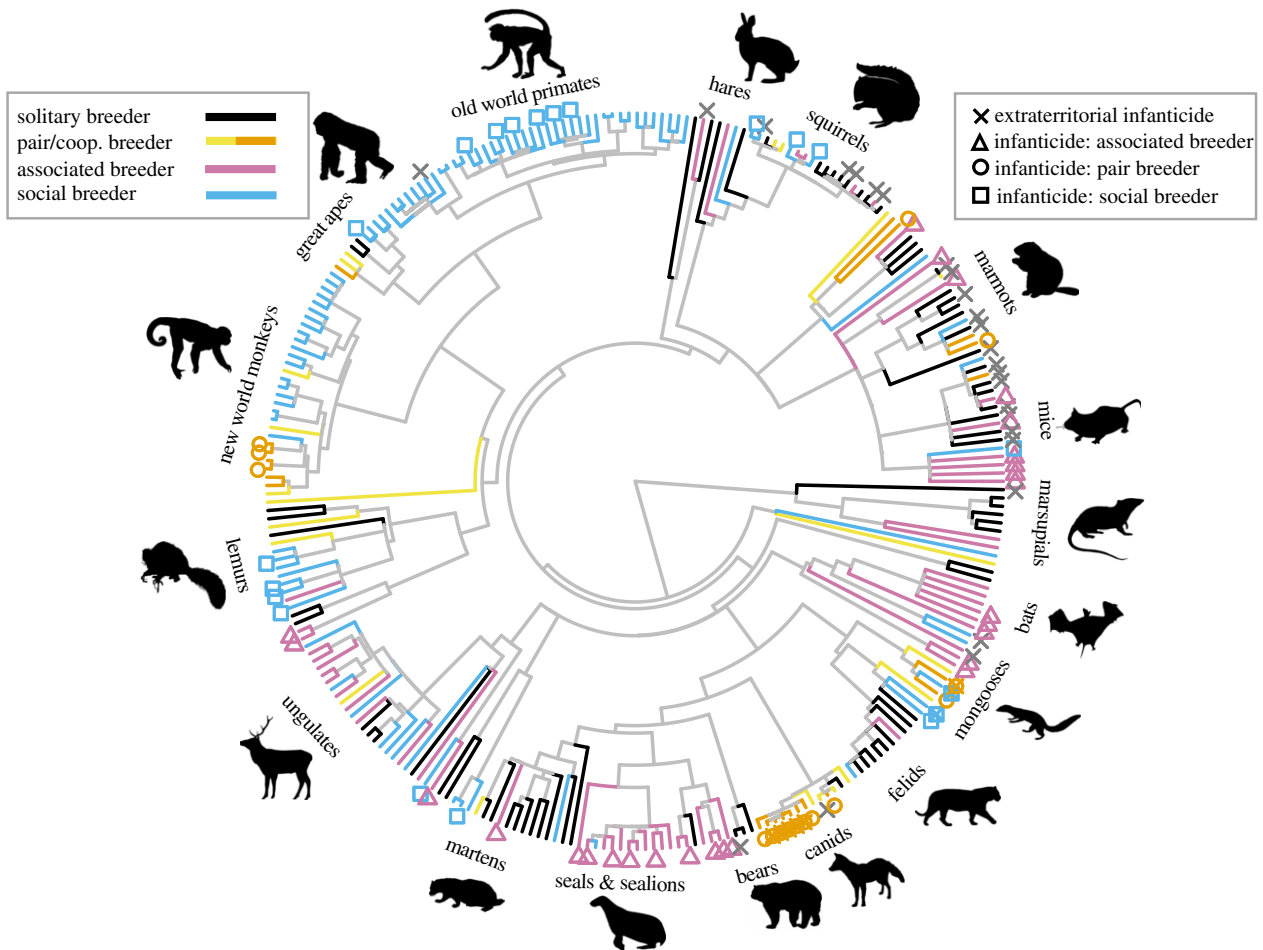 solitary breeder
pair/coop. breeder
associated breeder
social breeder
extraterritorial infanticide
infanticide: associated breeder
infanticide: pair breeder
infanticide: social breeder
old world primates
hares
squirrels
marmots
mice
marsupials
bats
mongooses
felids
canids
bears
seals & sealions
martens
ungulates
lemurs
new world monkeys
great apes